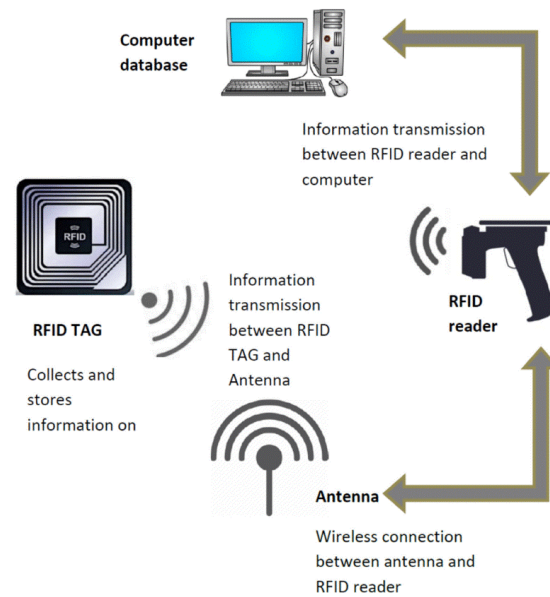 Computer
database
Information transmission
between RFID reader and
computer
RFID
RFID
reader
Information
transmission
between RFID
TAG and
Antenna
RFID TAG
Collects and
stores
information on
Antenna
Wireless connection
between antenna and
RFID reader